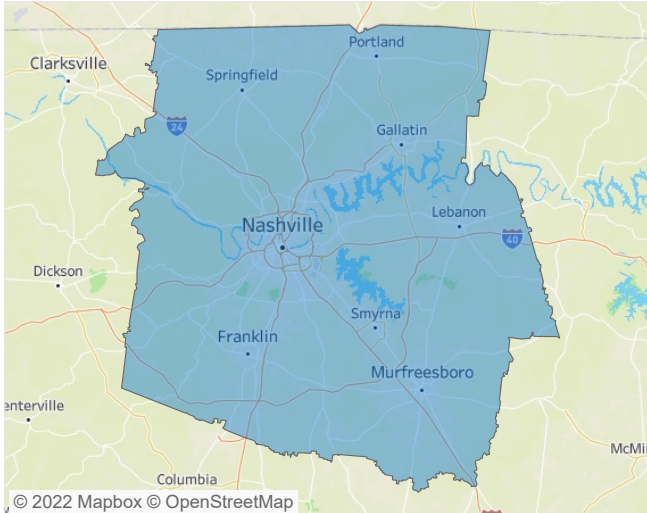 Portland
Clarksville
Springfield
24
Gallatin
Lebanon
Nashville
40
Dickson
Smyrna
Franklin
Murfreesboro
enterville
McMi
Columbia
© 2022 Mapbox © OpenStreetMap